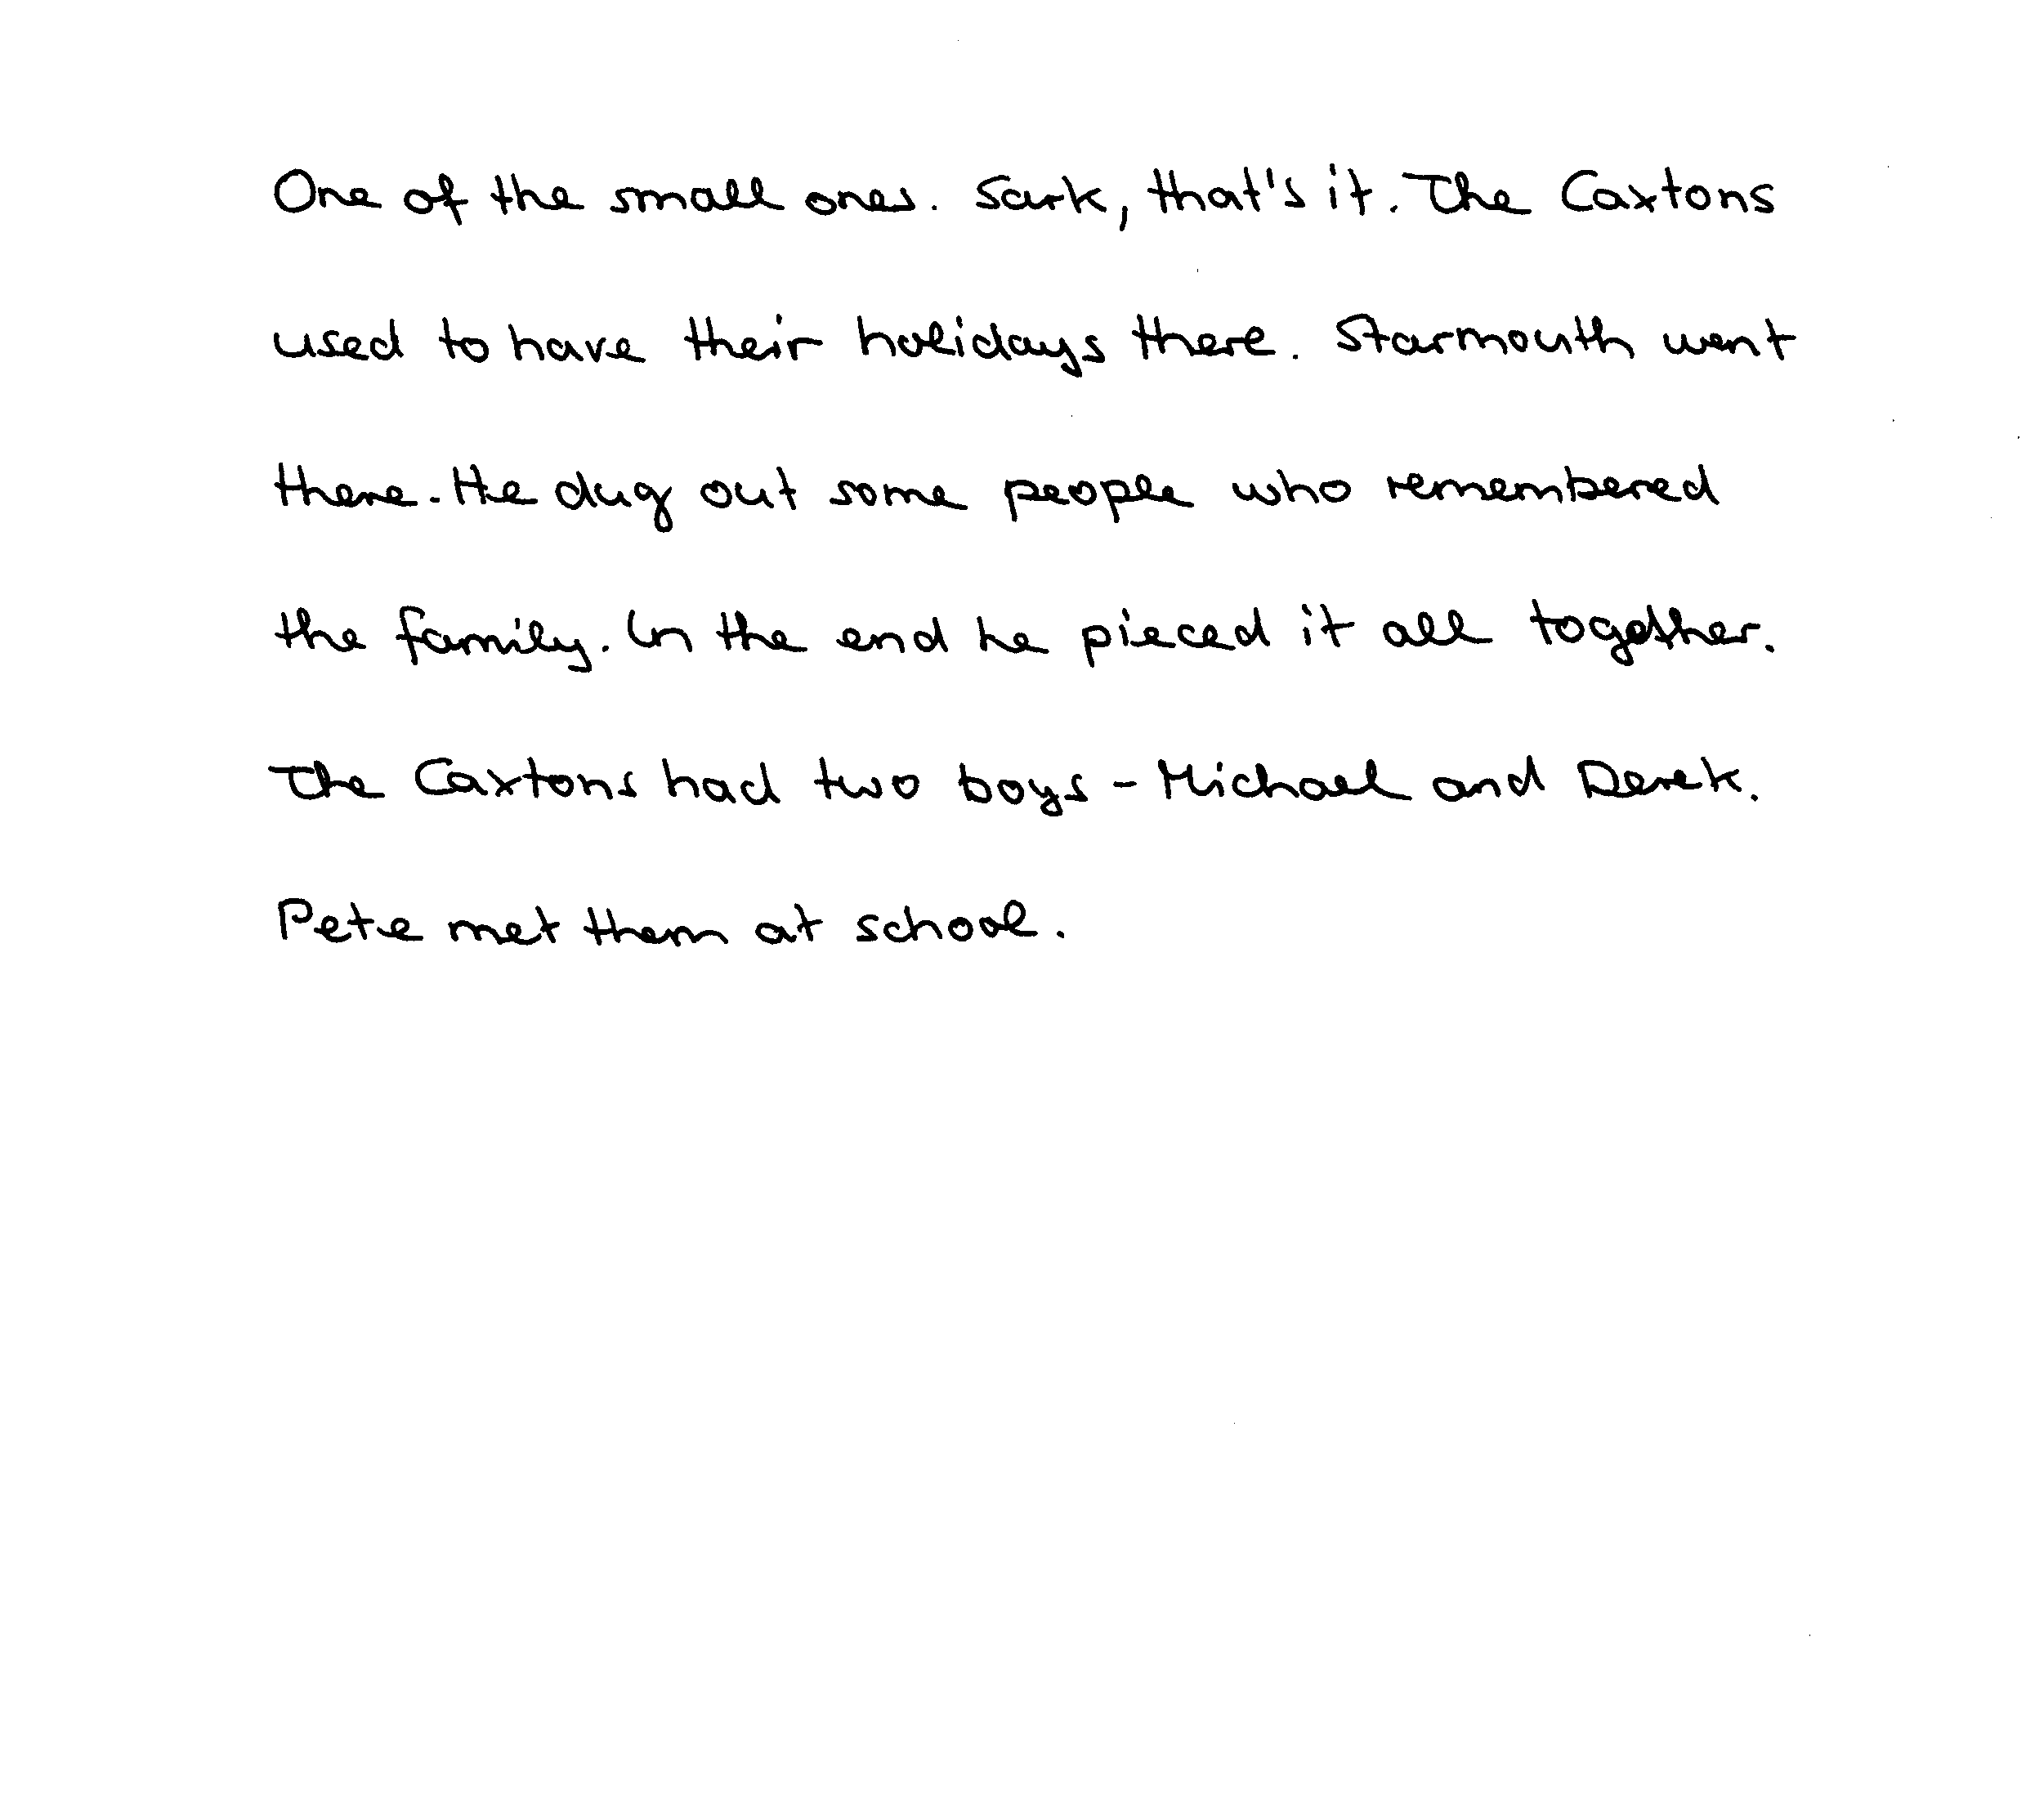 One of the small ones. Sark, that's it. The Caxtons
used to have their holidays there. Starmouth went
there. He dug out some people who remembered
the family. In the end he pieced it all together.
The Caxtons had two boys - Michael and Derek.
Pete met them at school.